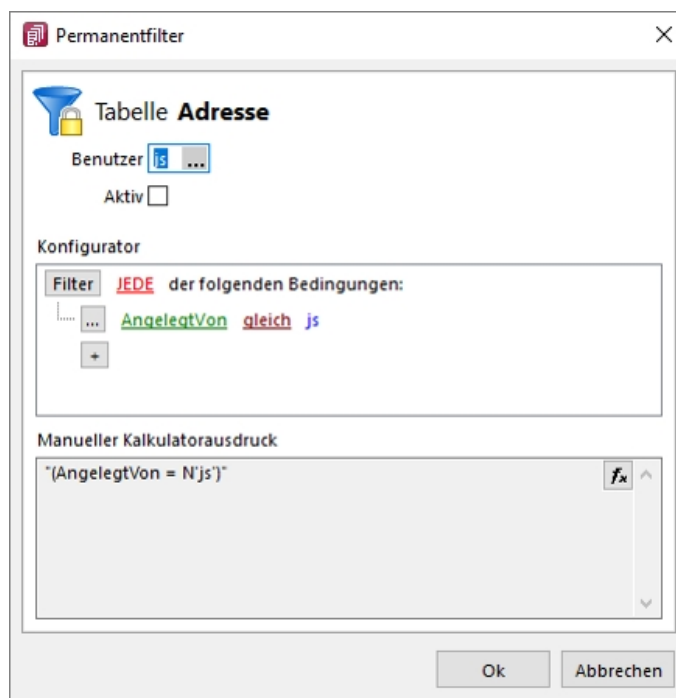 Permanentfilter
Tabelle Adresse
Benutzer js ...
Aktiv
Konfigurator
Filter JEDE der folgenden Bedingungen:
... AngelegtVon gleich js
+
Manueller Kalkulatorausdruck
"(AngelegtVon = N'js')"
fx
Ok Abbrechen